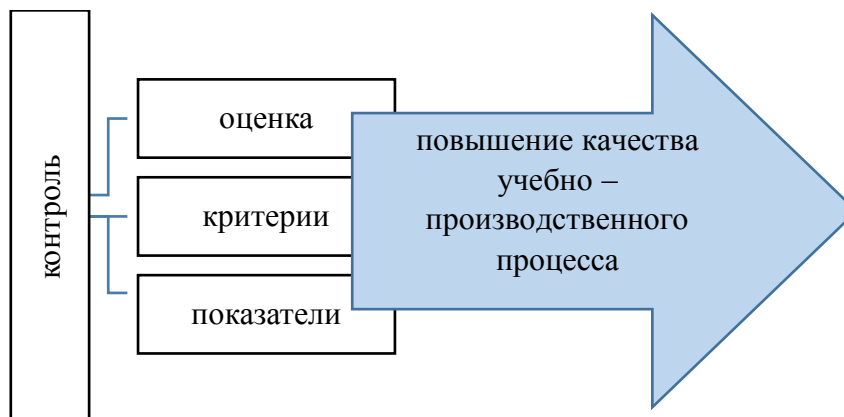 контроль
оценка
критерии
показатели
повышение качества
учебно –
производственного
процесса